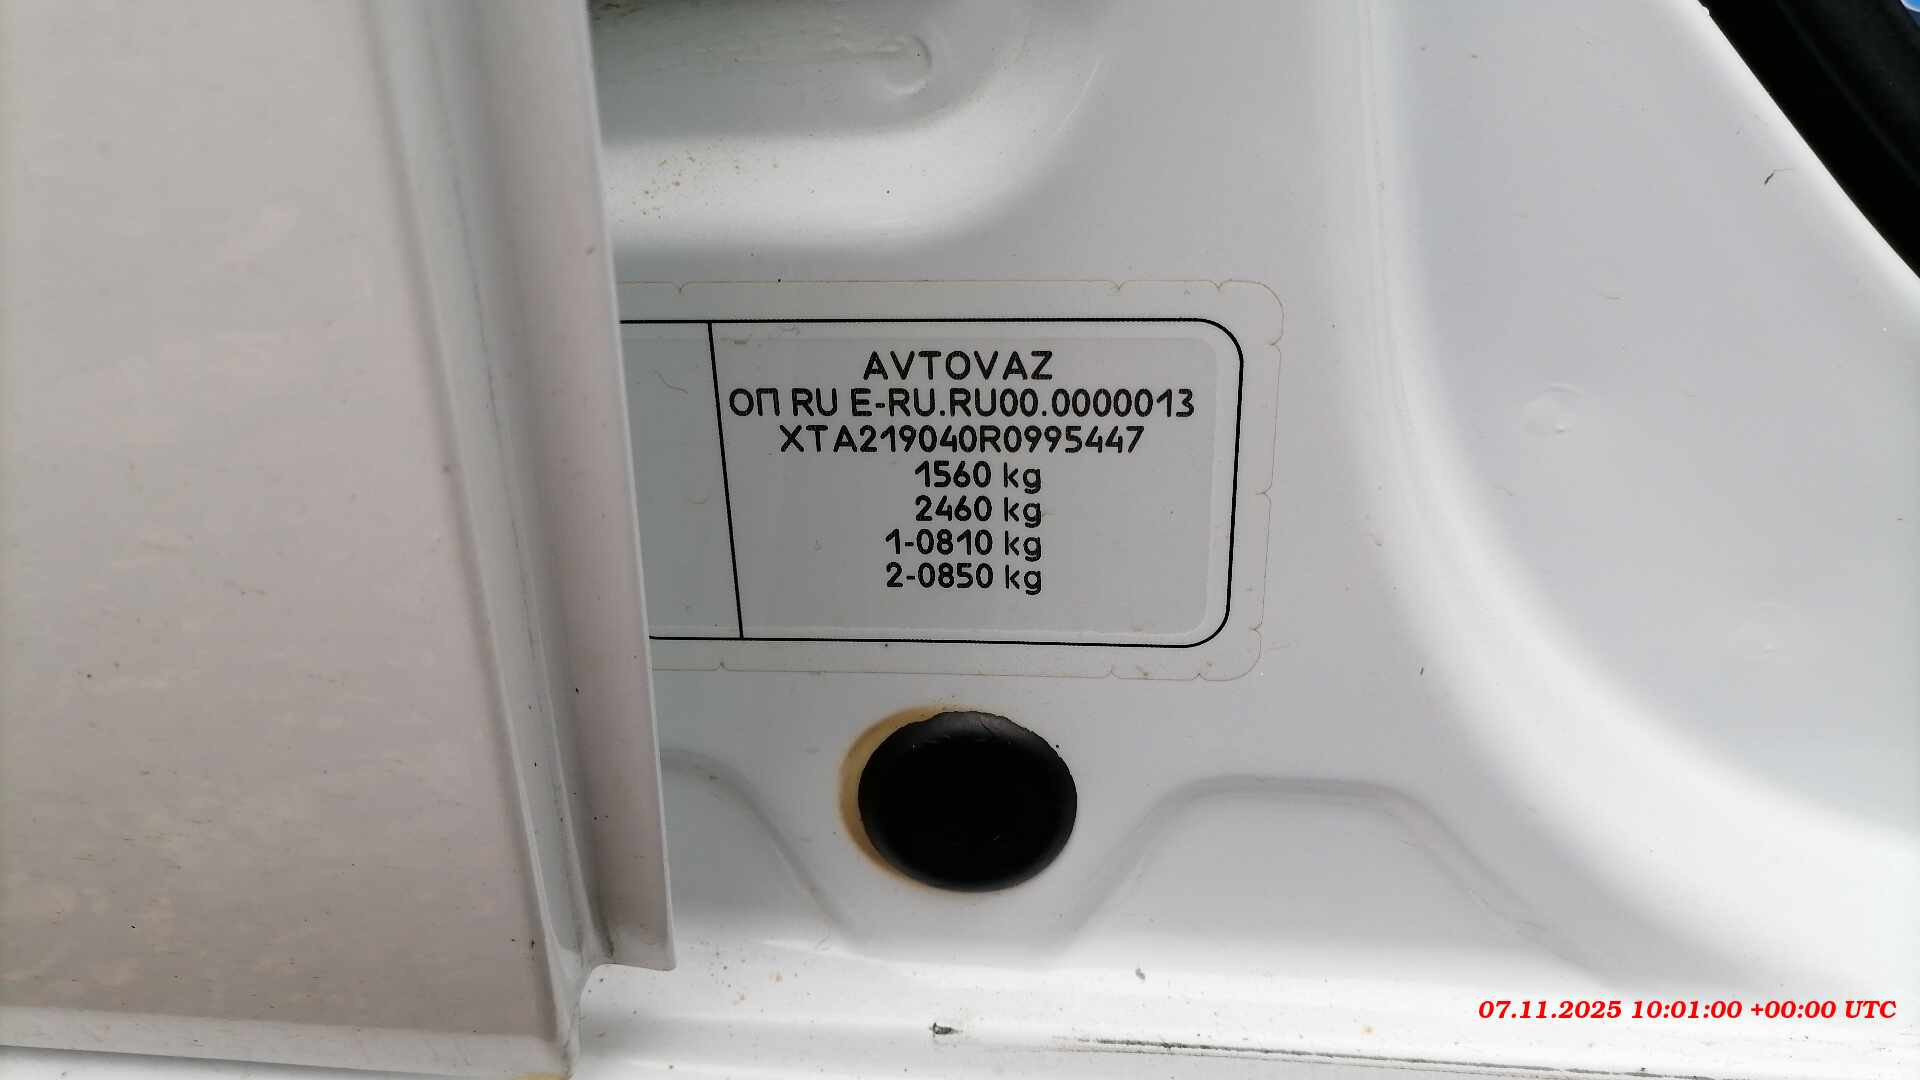 AVTOVAZ
ОП RU E-RU.RU00.0000013
XTA219040R0995447
1560 kg
2460 kg
1-0810 kg
2-0850 kg
07.11.2025 10:01:00 +00:00 UTC